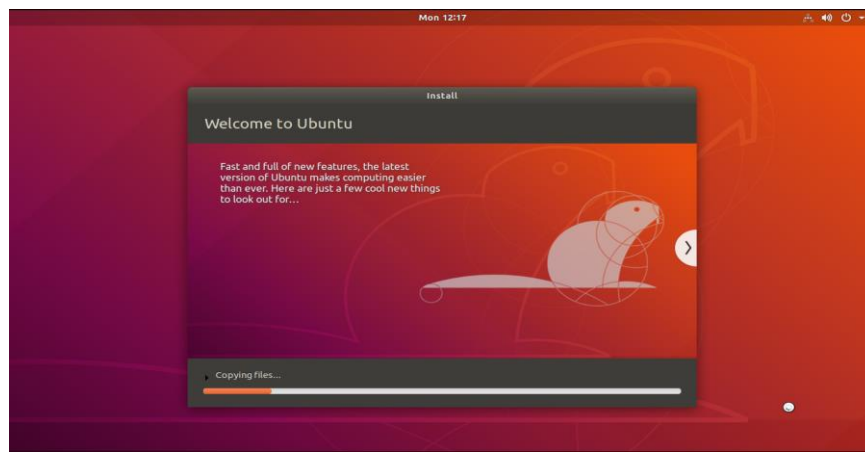 Mon 12:17
Install
Welcome to Ubuntu
Fast and full of new features, the latest
version of Ubuntu makes computing easier
than ever. Here are just a few cool new things
to look out for...
Copying files...